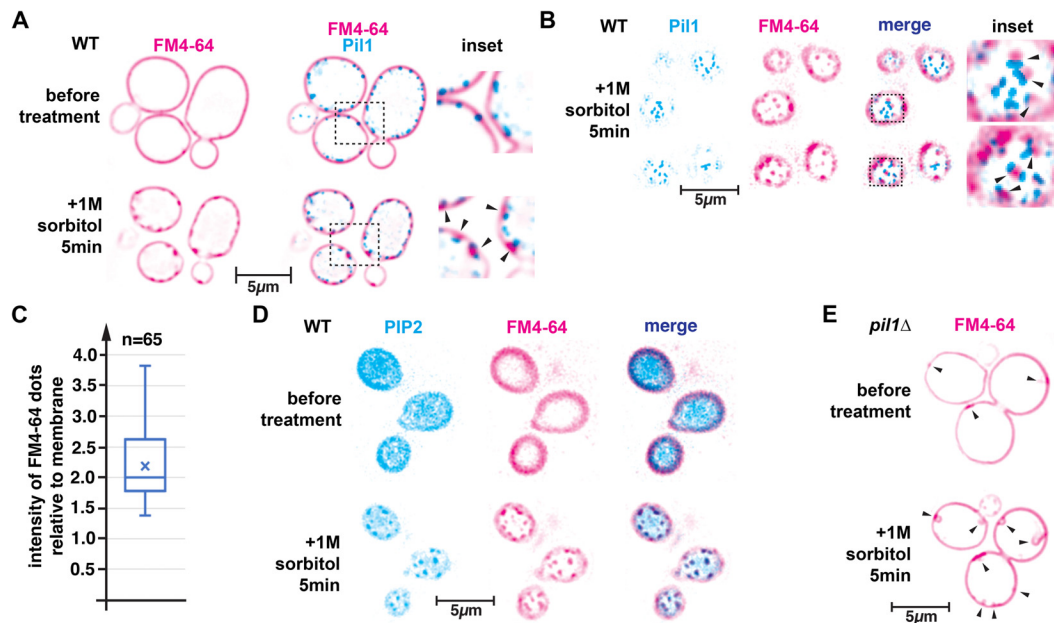 A
WT
FM4-64
FM4-64
Pil1
inset
before
treatment
+1M
sorbitol
5min
5µm
B
WT
Pil1
FM4-64
merge
inset
+1M
sorbitol
5min
5µm
C
n=65
intensity of FM4-64 dots
relative to membrane
4.0
3.5
3.0
2.5
2.0
1.5
1.0
0.5
D
WT
PIP2
FM4-64
merge
before
treatment
+1M
sorbitol
5min
5µm
E
pil1Δ
FM4-64
before
treatment
+1M
sorbitol
5min
5µm